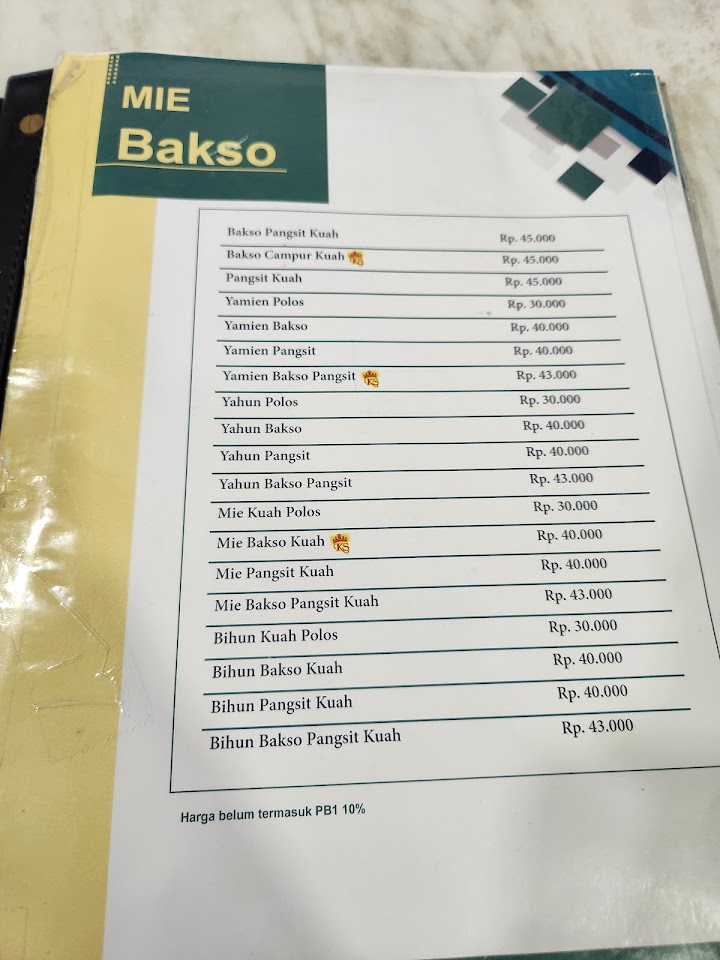 MIE
Bakso
Bakso Pangsit Kuah Rp. 45.000
Bakso Campur Kuah KS Rp. 45.000
Pangsit Kuah Rp. 45.000
Yamien Polos Rp. 30.000
Yamien Bakso Rp. 40.000
Yamien Pangsit Rp. 40.000
Yamien Bakso Pangsit KS Rp. 43.000
Yahun Polos Rp. 30.000
Yahun Bakso Rp. 40.000
Yahun Pangsit Rp. 40.000
Yahun Bakso Pangsit Rp. 43.000
Mie Kuah Polos Rp. 30.000
Mie Bakso Kuah KS Rp. 40.000
Mie Pangsit Kuah Rp. 40.000
Mie Bakso Pangsit Kuah Rp. 43.000
Bihun Kuah Polos Rp. 30.000
Bihun Bakso Kuah Rp. 40.000
Bihun Pangsit Kuah Rp. 40.000
Bihun Bakso Pangsit Kuah Rp. 43.000
Harga belum termasuk PB1 10%